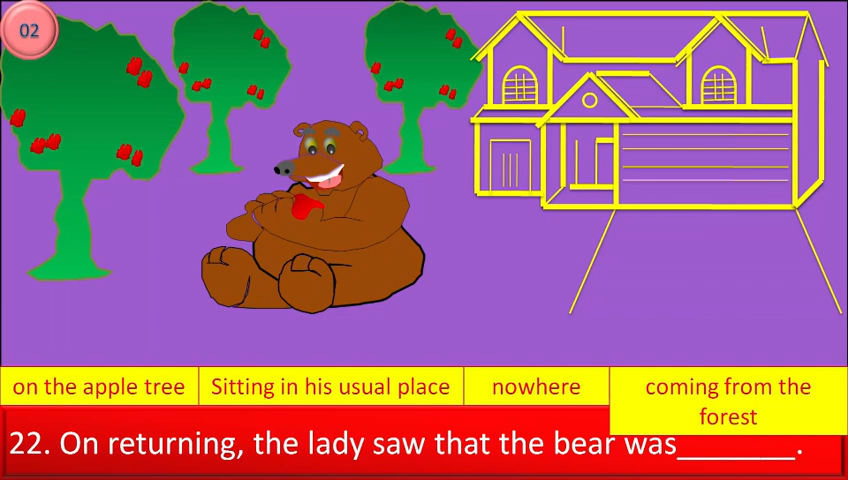 02
on the apple tree
Sitting in his usual place
nowhere
coming from the
forest
22. On returning, the lady saw that the bear was_______.